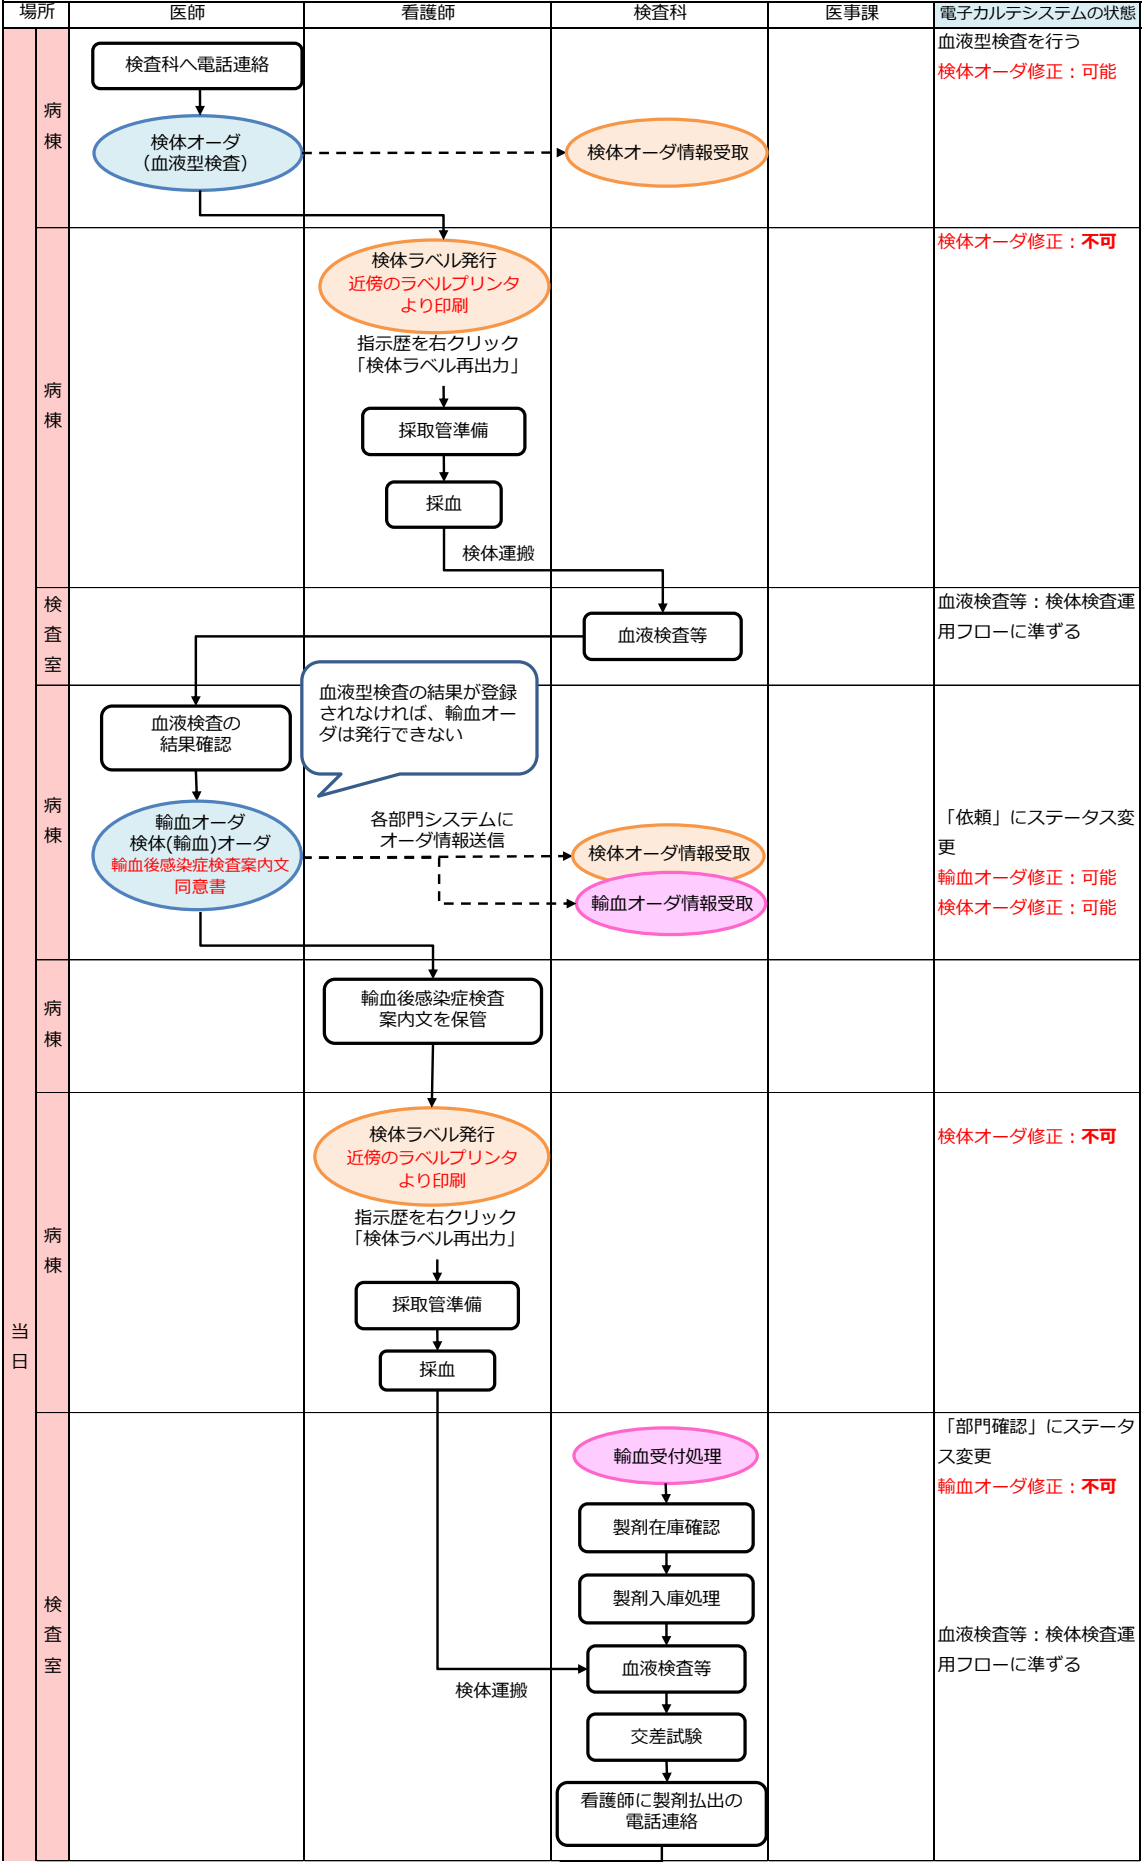 場所
医師
看護師
検査科
医事課
電子カルテシステムの状態
当
日
病
棟
検査科へ電話連絡
検体オーダ
（血液型検査）
検体オーダ情報受取
血液型検査を行う
検体オーダ修正：可能
病
棟
検体ラベル発行
近傍のラベルプリンタ
より印刷
指示歴を右クリック
「検体ラベル再出力」
採取管準備
採血
検体運搬
検体オーダ修正：不可
検
査
室
血液検査等
血液検査等：検体検査運
用フローに準ずる
病
棟
血液検査の
結果確認
血液型検査の結果が登録
されなければ、輸血オー
ダは発行できない
輸血オーダ
検体(輸血)オーダ
輸血後感染症検査案内文
同意書
各部門システムに
オーダ情報送信
検体オーダ情報受取
輸血オーダ情報受取
「依頼」にステータス変
更
輸血オーダ修正：可能
検体オーダ修正：可能
病
棟
輸血後感染症検査
案内文を保管
病
棟
検体ラベル発行
近傍のラベルプリンタ
より印刷
指示歴を右クリック
「検体ラベル再出力」
採取管準備
採血
検体オーダ修正：不可
検
査
室
輸血受付処理
製剤在庫確認
製剤入庫処理
血液検査等
検体運搬
交差試験
看護師に製剤払出の
電話連絡
「部門確認」にステータ
ス変更
輸血オーダ修正：不可
血液検査等：検体検査運
用フローに準ずる